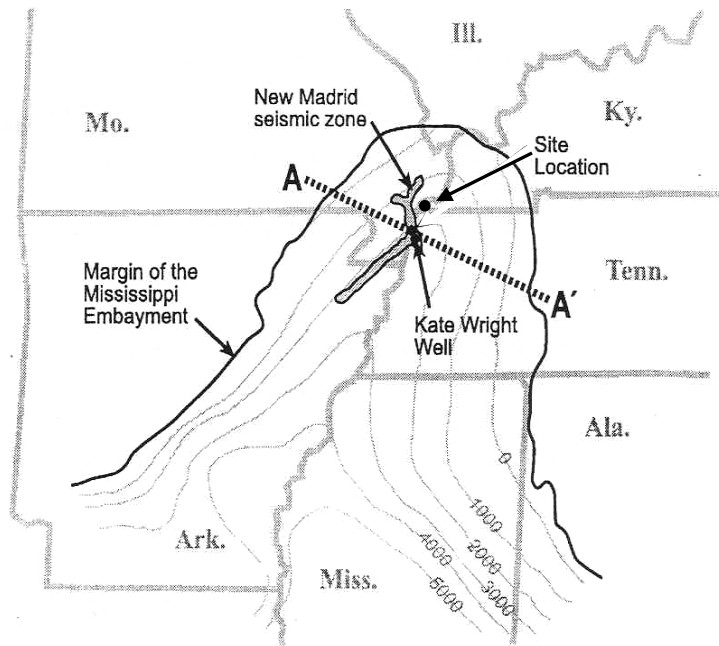 Ill.
New Madrid
seismic zone
Mo.
Ky.
Site
Location
A
Margin of the
Mississippi
Embayment
Tenn.
A´
Kate Wright
Well
Ala.
0
1000
2000
3000
4000
5000
Ark.
Miss.